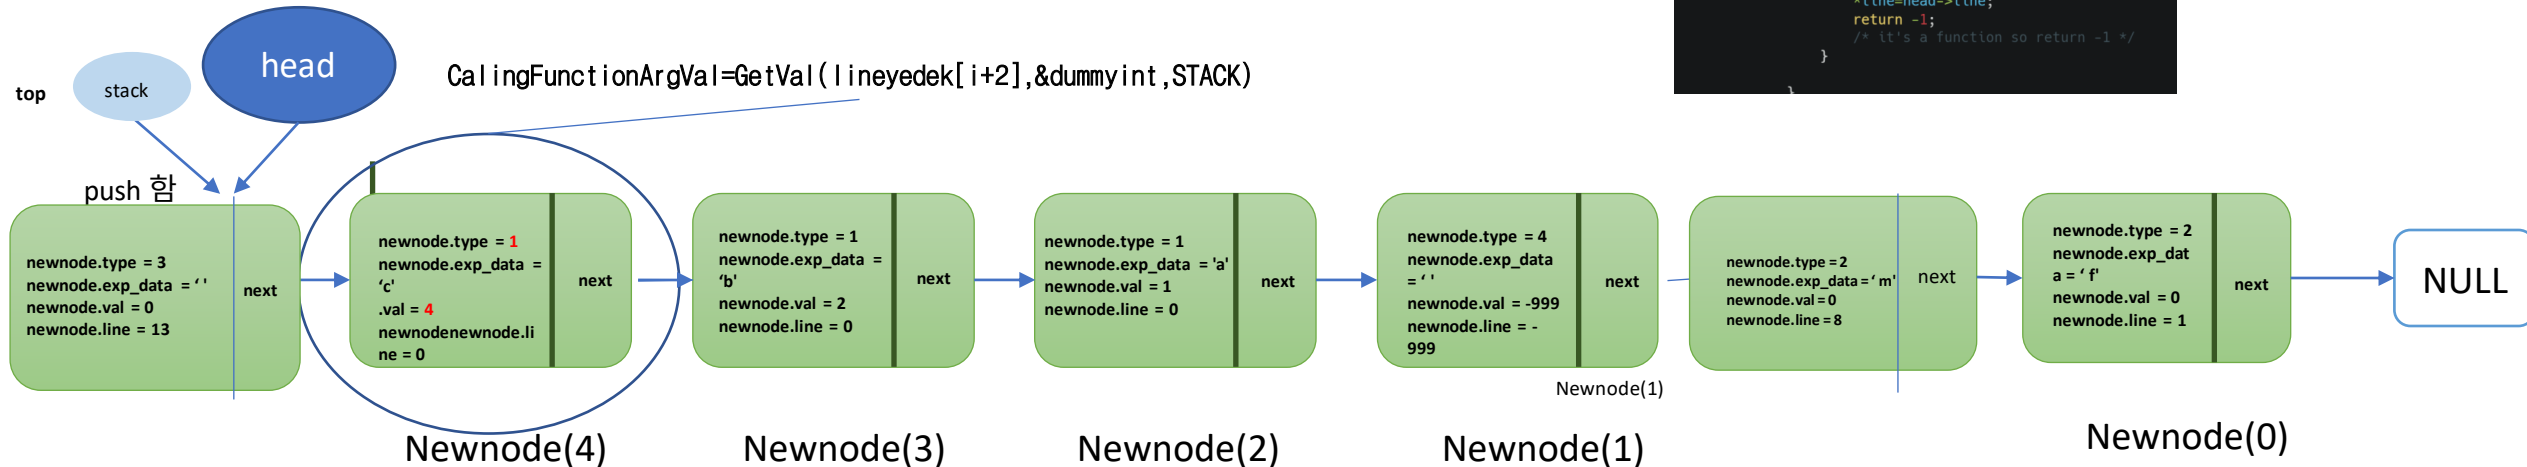 *line=head->line;
return -1;
/* it's a function so return -1 */
}
}
head
stack
top
CalingFunctionArgVal=GetVal(lineyedek[i+2],&dummyint,STACK)
push 함
newnode.type = 3
newnode.exp_data = ‘ '
newnode.val = 0
newnode.line = 13
next
newnode.type = 1
newnode.exp_data =
‘c'
.val = 4
newnodenewnode.li
ne = 0
next
newnode.type = 1
newnode.exp_data =
‘b'
newnode.val = 2
newnode.line = 0
next
newnode.type = 1
newnode.exp_data = 'a'
newnode.val = 1
newnode.line = 0
next
newnode.type = 4
newnode.exp_data
= ‘ '
newnode.val = -999
newnode.line = -
999
next
newnode.type = 2
newnode.exp_data = ‘ m'
newnode.val = 0
newnode.line = 8
next
newnode.type = 2
newnode.exp_dat
a = ‘ f'
newnode.val = 0
newnode.line = 1
next
NULL
Newnode(1)
Newnode(4)
Newnode(3)
Newnode(2)
Newnode(1)
Newnode(0)